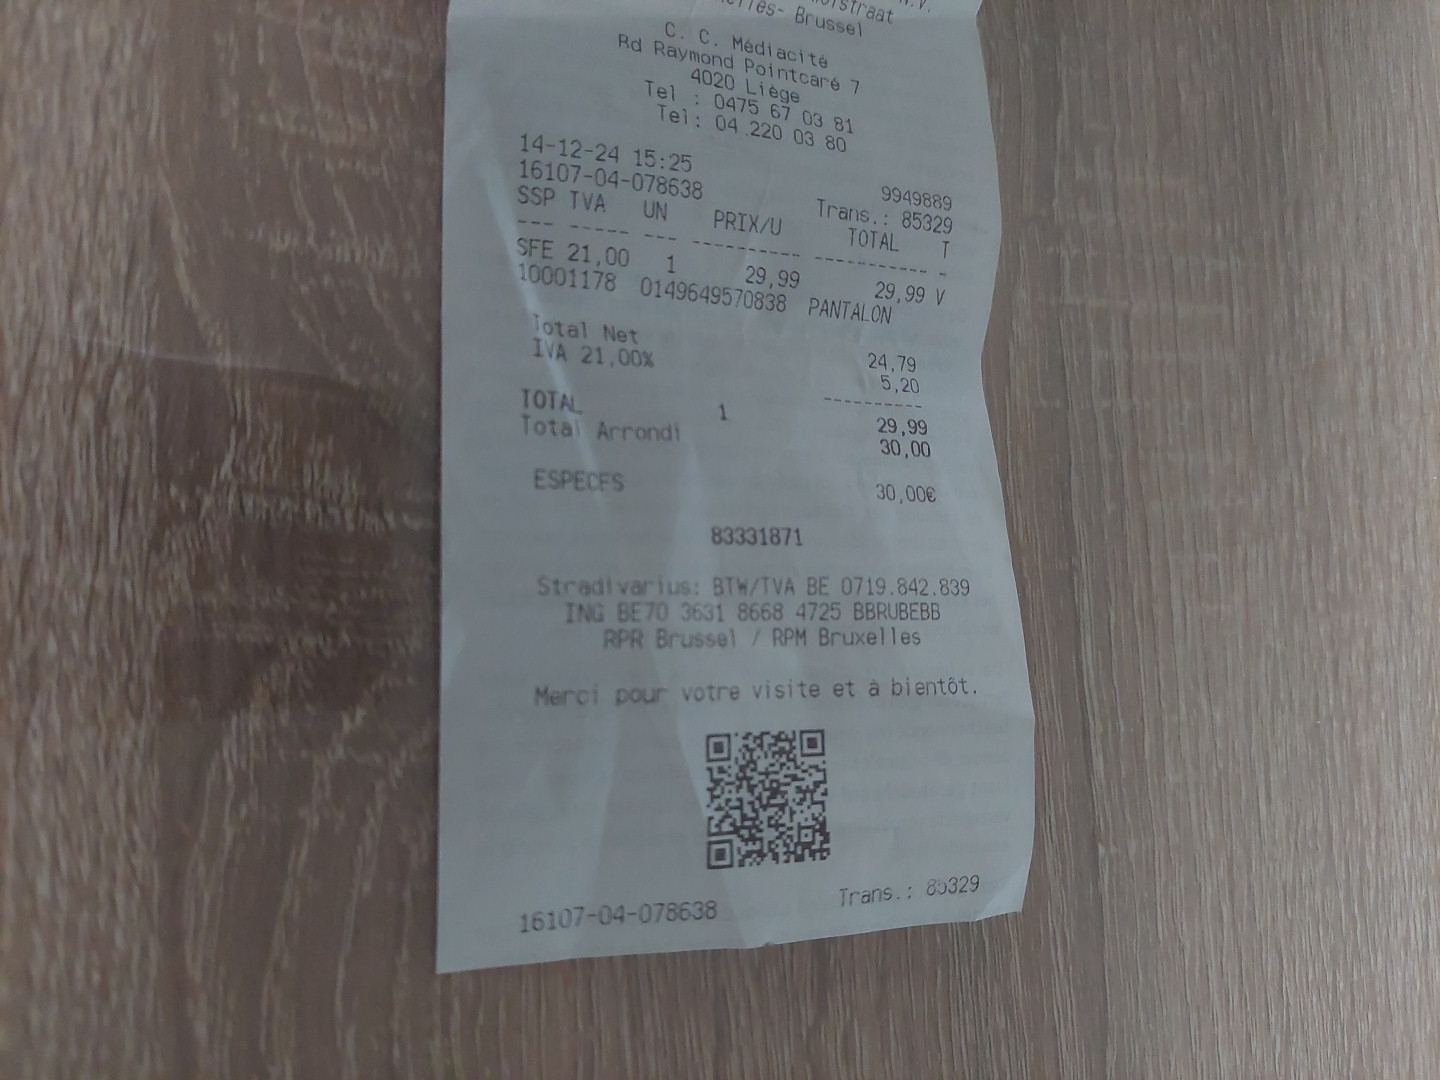 N.V.
- Brussel
C. C. Médiacité
Rd Raymond Pointcaré 7
4020 Liège
Tel : 0475 67 03 81
Tel: 04 220 03 80
14-12-24 15:25 9949889
16107-04-078638 Trans.: 85329
SSP TVA UN PRIX/U TOTAL T
--- ----- --- ---------- ----------- -
SFE 21,00 1 29,99 29,99 V
10001178 0149649570838 PANTALON
Total Net 24,79
IVA 21,00% 5,20
----------
TOTAL 1 29,99
Total Arrondi 30,00
ESPECES 30,00€
83331871
Stradivarius: BTW/TVA BE 0719.842.839
ING BE70 3631 8668 4725 BBRUBEBB
RPR Brussel / RPM Bruxelles
Merci pour votre visite et à bientôt.
16107-04-078638 Trans.: 85329